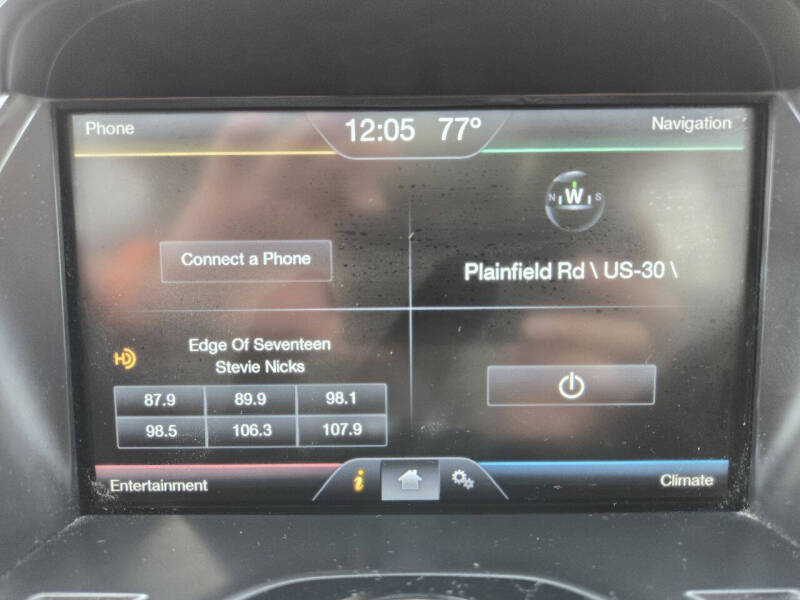 Phone
12:05 77°
Navigation
N W S
Connect a Phone
Plainfield Rd \ US-30 \
HD
Edge Of Seventeen
Stevie Nicks
87.9 89.9 98.1
98.5 106.3 107.9
Entertainment
i
Climate